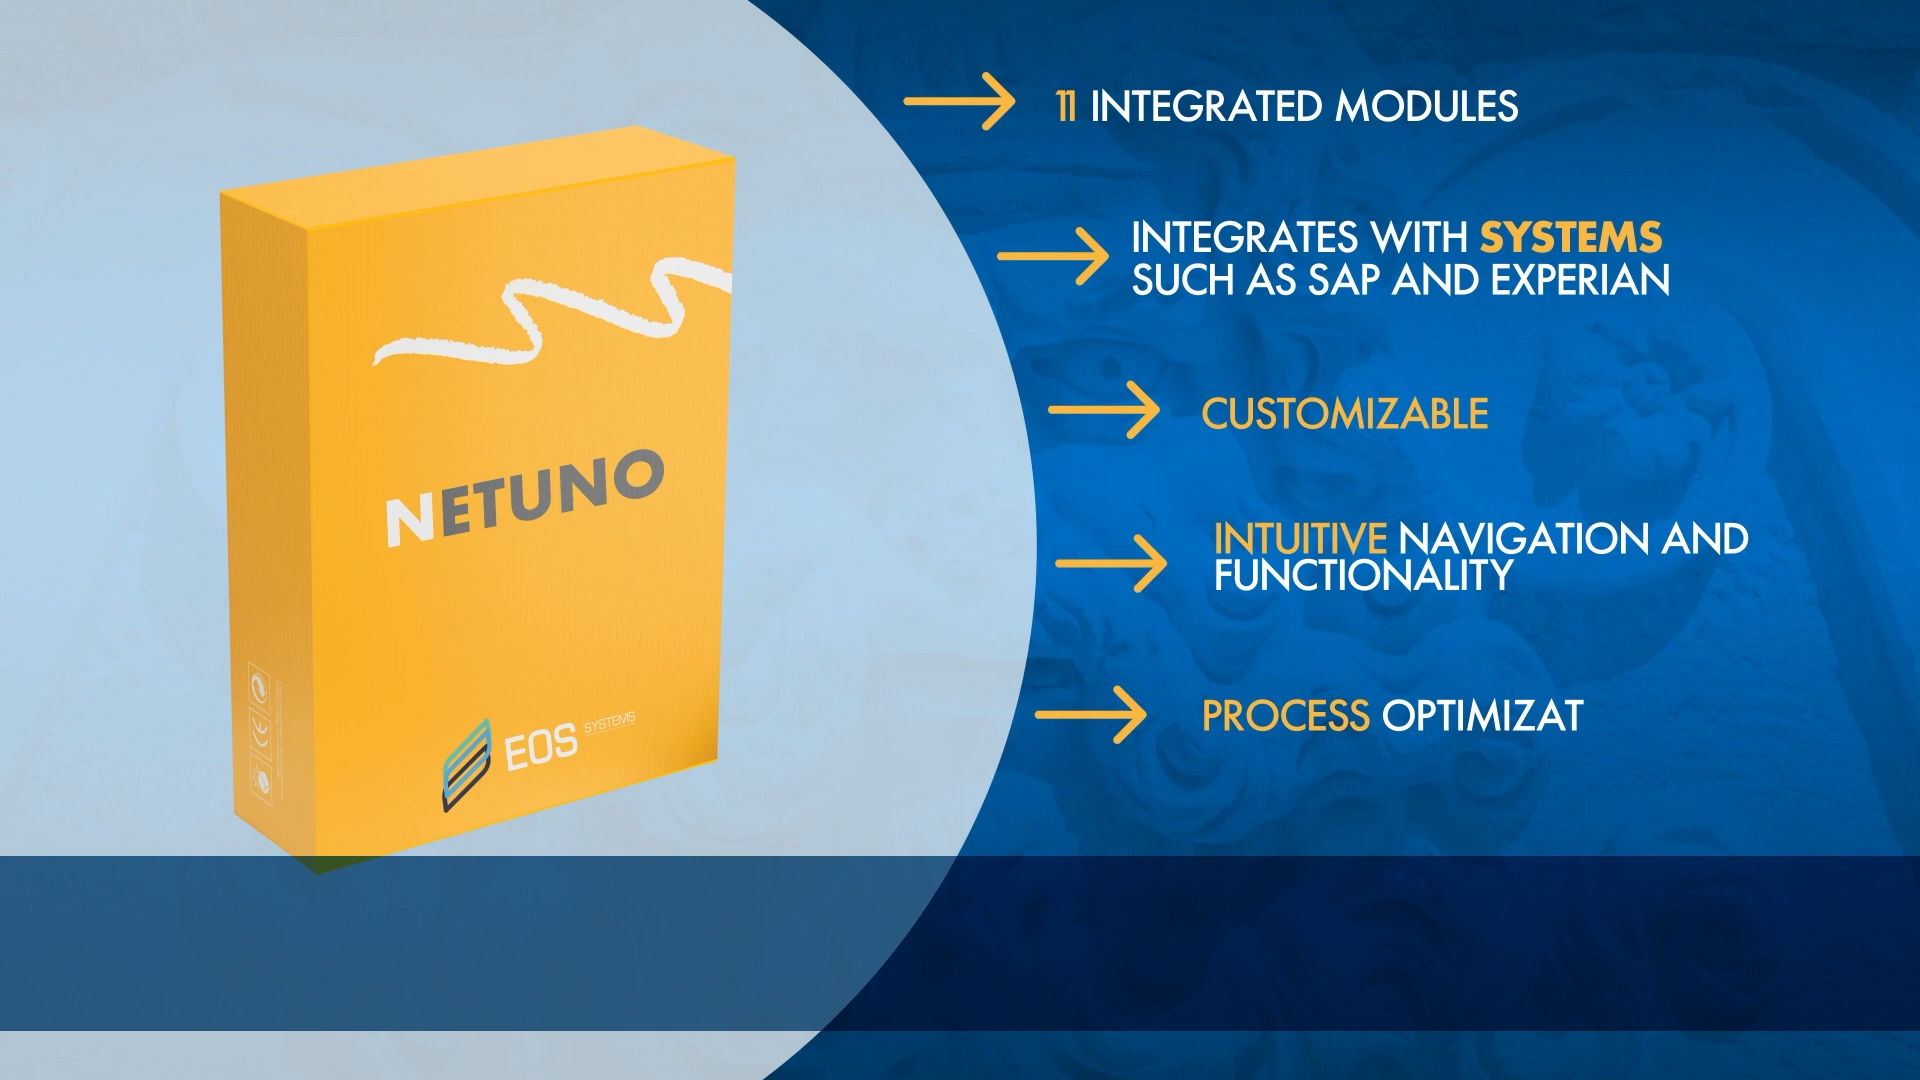 11 INTEGRATED MODULES
INTEGRATES WITH SYSTEMS
SUCH AS SAP AND EXPERIAN
CUSTOMIZABLE
INTUITIVE NAVIGATION AND
FUNCTIONALITY
PROCESS OPTIMIZAT
NETUNO
EOS SYSTEMS
CE